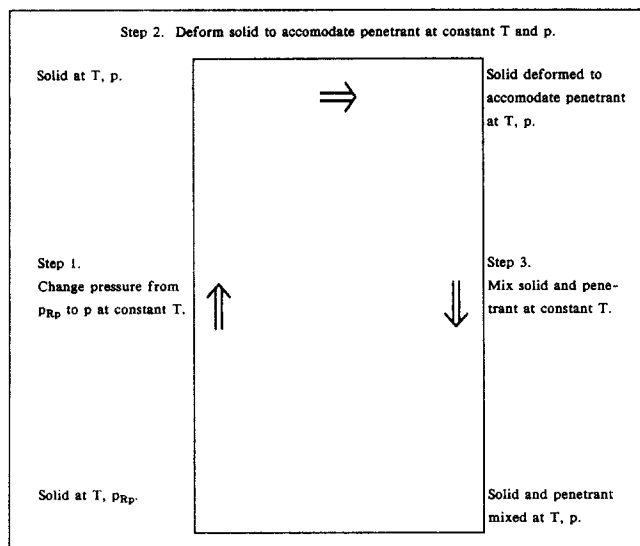 Step 2. Deform solid to accomodate penetrant at constant T and p.
Solid at T, p.
Solid deformed to
accomodate penetrant
at T, p.
Step 1.
Change pressure from
pRp to p at constant T.
Step 3.
Mix solid and pene-
trant at constant T.
Solid at T, pRp.
Solid and penetrant
mixed at T, p.